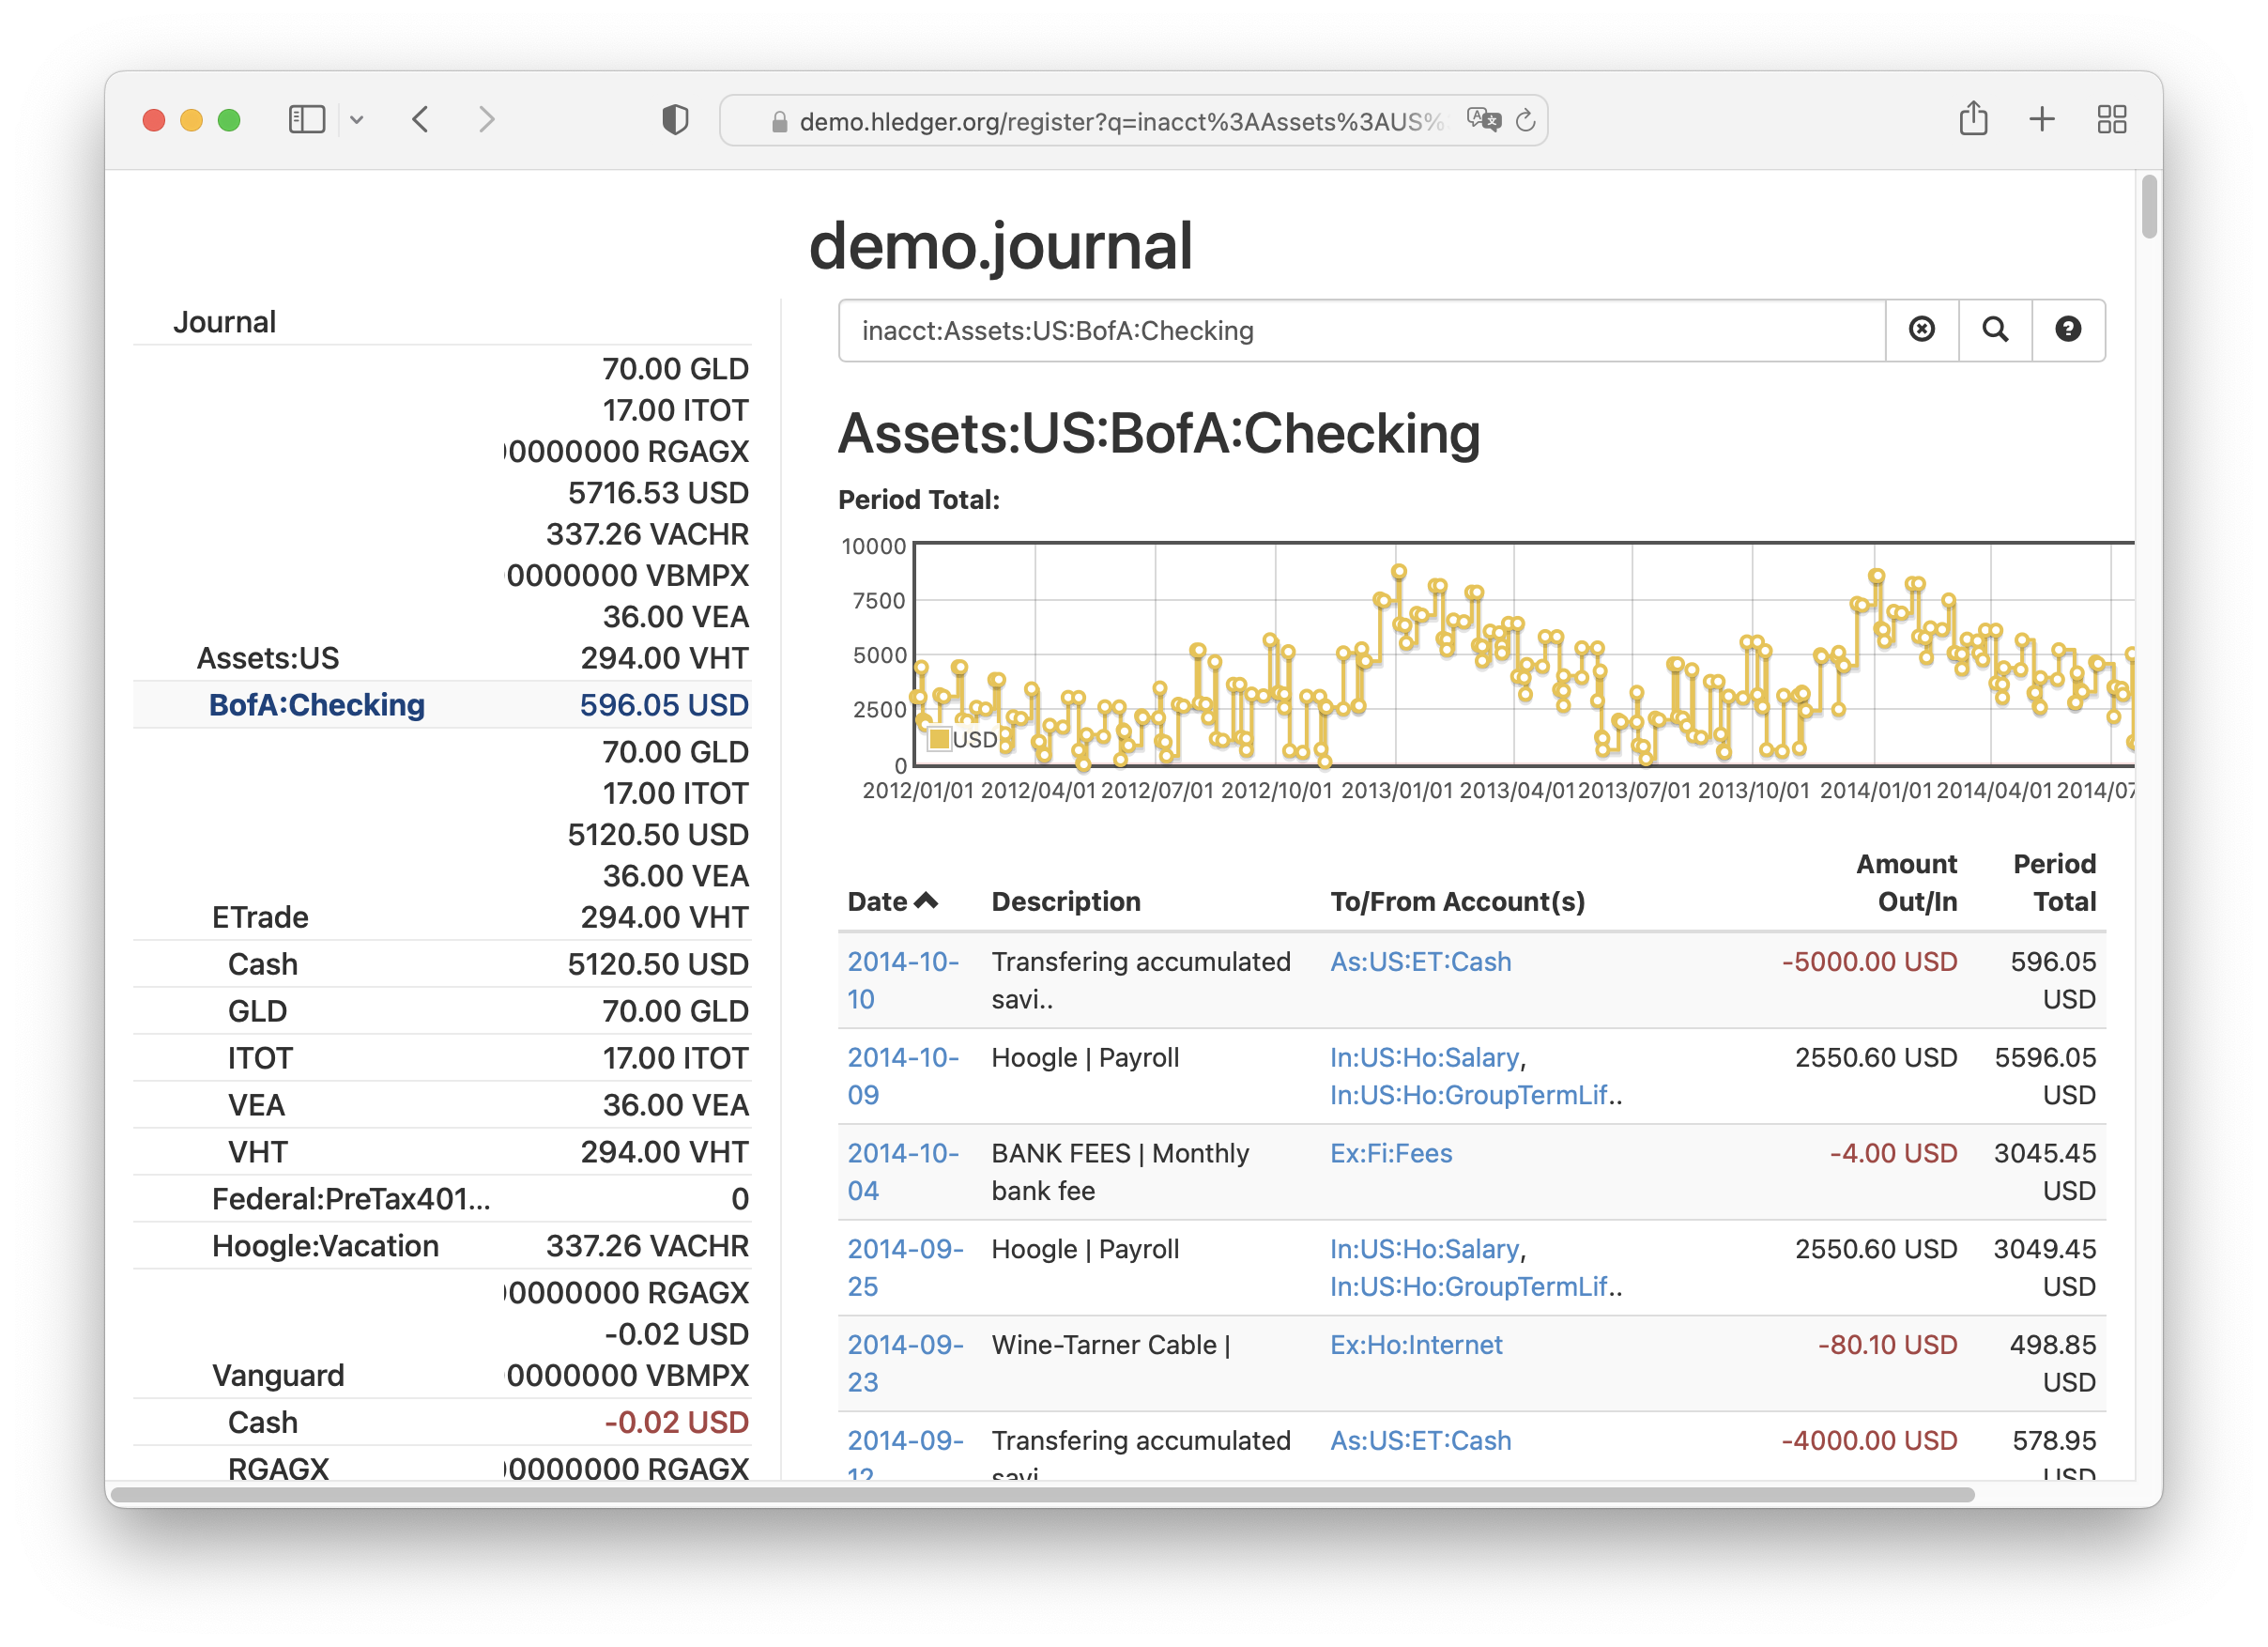 demo.hledger.org/register?q=inacct%3AAssets%3AUS%
demo.journal
Journal
70.00 GLD
17.00 ITOT
0000000 RGAGX
5716.53 USD
337.26 VACHR
0000000 VBMPX
36.00 VEA
Assets:US 294.00 VHT
BofA:Checking 596.05 USD
70.00 GLD
17.00 ITOT
5120.50 USD
36.00 VEA
ETrade 294.00 VHT
Cash 5120.50 USD
GLD 70.00 GLD
ITOT 17.00 ITOT
VEA 36.00 VEA
VHT 294.00 VHT
Federal:PreTax401... 0
Hoogle:Vacation 337.26 VACHR
0000000 RGAGX
-0.02 USD
Vanguard 0000000 VBMPX
Cash -0.02 USD
RGAGX 0000000 RGAGX
inacct:Assets:US:BofA:Checking
Assets:US:BofA:Checking
Period Total:
10000
7500
5000
2500
0
USD
2012/01/01 2012/04/01 2012/07/01 2012/10/01 2013/01/01 2013/04/01 2013/07/01 2013/10/01 2014/01/01 2014/04/01 2014/07
Amount Period
Date Description To/From Account(s) Out/In Total
2014-10- Transfering accumulated As:US:ET:Cash -5000.00 USD 596.05
10 savi.. USD
2014-10- Hoogle | Payroll In:US:Ho:Salary, 2550.60 USD 5596.05
09 In:US:Ho:GroupTermLif.. USD
2014-10- BANK FEES | Monthly Ex:Fi:Fees -4.00 USD 3045.45
04 bank fee USD
2014-09- Hoogle | Payroll In:US:Ho:Salary, 2550.60 USD 3049.45
25 In:US:Ho:GroupTermLif.. USD
2014-09- Wine-Tarner Cable | Ex:Ho:Internet -80.10 USD 498.85
23 USD
2014-09- Transfering accumulated As:US:ET:Cash -4000.00 USD 578.95
12 savi USD